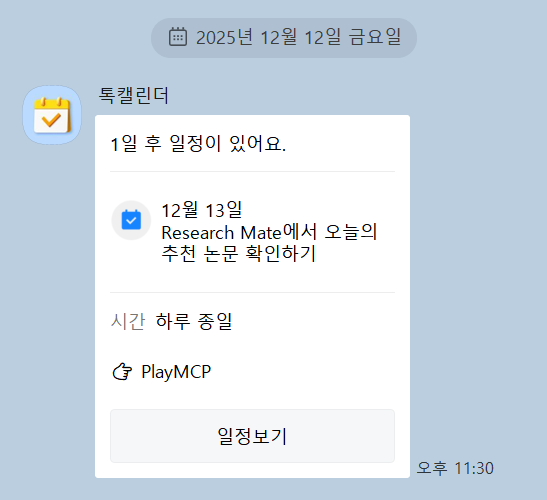 2025년 12월 12일 금요일
톡캘린더
1일 후 일정이 있어요.
12월 13일
Research Mate에서 오늘의
추천 논문 확인하기
시간 하루 종일
PlayMCP
일정보기
오후 11:30